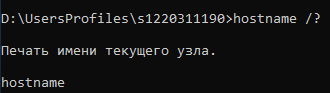 D:\UsersProfiles\s1220311190>hostname /?
Печать имени текущего узла.
hostname